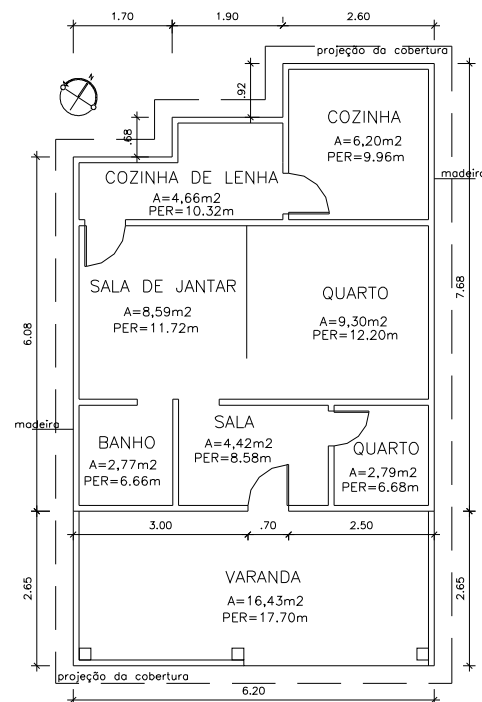 1.70 1.90 2.60
projeção da cobertura
N
.92
.68
COZINHA
A=6,20m2
PER=9.96m
COZINHA DE LENHA
A=4,66m2
PER=10.32m
madeira
SALA DE JANTAR
A=8,59m2
PER=11.72m
QUARTO
A=9,30m2
PER=12.20m
7.68
6.08
madeira
BANHO
A=2,77m2
PER=6.66m
SALA
A=4,42m2
PER=8.58m
QUARTO
A=2,79m2
PER=6.68m
3.00 .70 2.50
2.65
VARANDA
A=16,43m2
PER=17.70m
2.65
projeção da cobertura
6.20